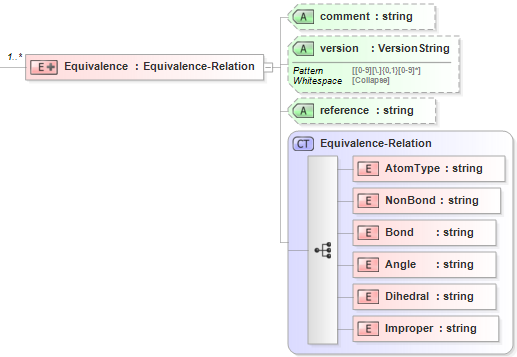 A comment : string
1..*
A version : VersionString
E Equivalence : Equivalence-Relation
Pattern [[0-9][\.]{0,1}[0-9]*]
Whitespace [Collapse]
A reference : string
CT Equivalence-Relation
E AtomType : string
E NonBond : string
E Bond : string
E Angle : string
E Dihedral : string
E Improper : string